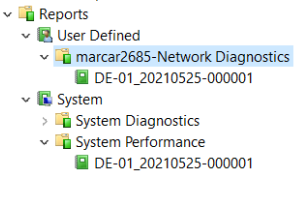 Reports
User Defined
marcar2685-Network Diagnostics
DE-01_20210525-000001
System
System Diagnostics
System Performance
DE-01_20210525-000001